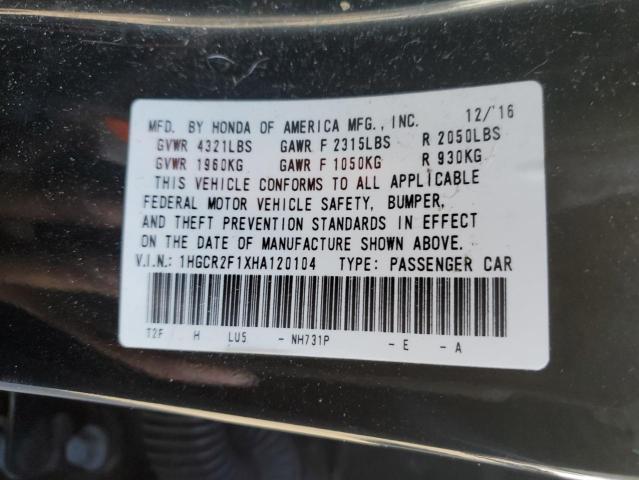 MFD. BY HONDA OF AMERICA MFG., INC. 12/'16
GVWR 4321LBS GAWR F 2315LBS R 2050LBS
GVWR 1960KG GAWR F 1050KG R 930KG
THIS VEHICLE CONFORMS TO ALL APPLICABLE
FEDERAL MOTOR VEHICLE SAFETY, BUMPER,
AND THEFT PREVENTION STANDARDS IN EFFECT
ON THE DATE OF MANUFACTURE SHOWN ABOVE.
V.I.N.: 1HGCR2F1XHA120104 TYPE: PASSENGER CAR
T2F H LU5 - NH731P - E - A